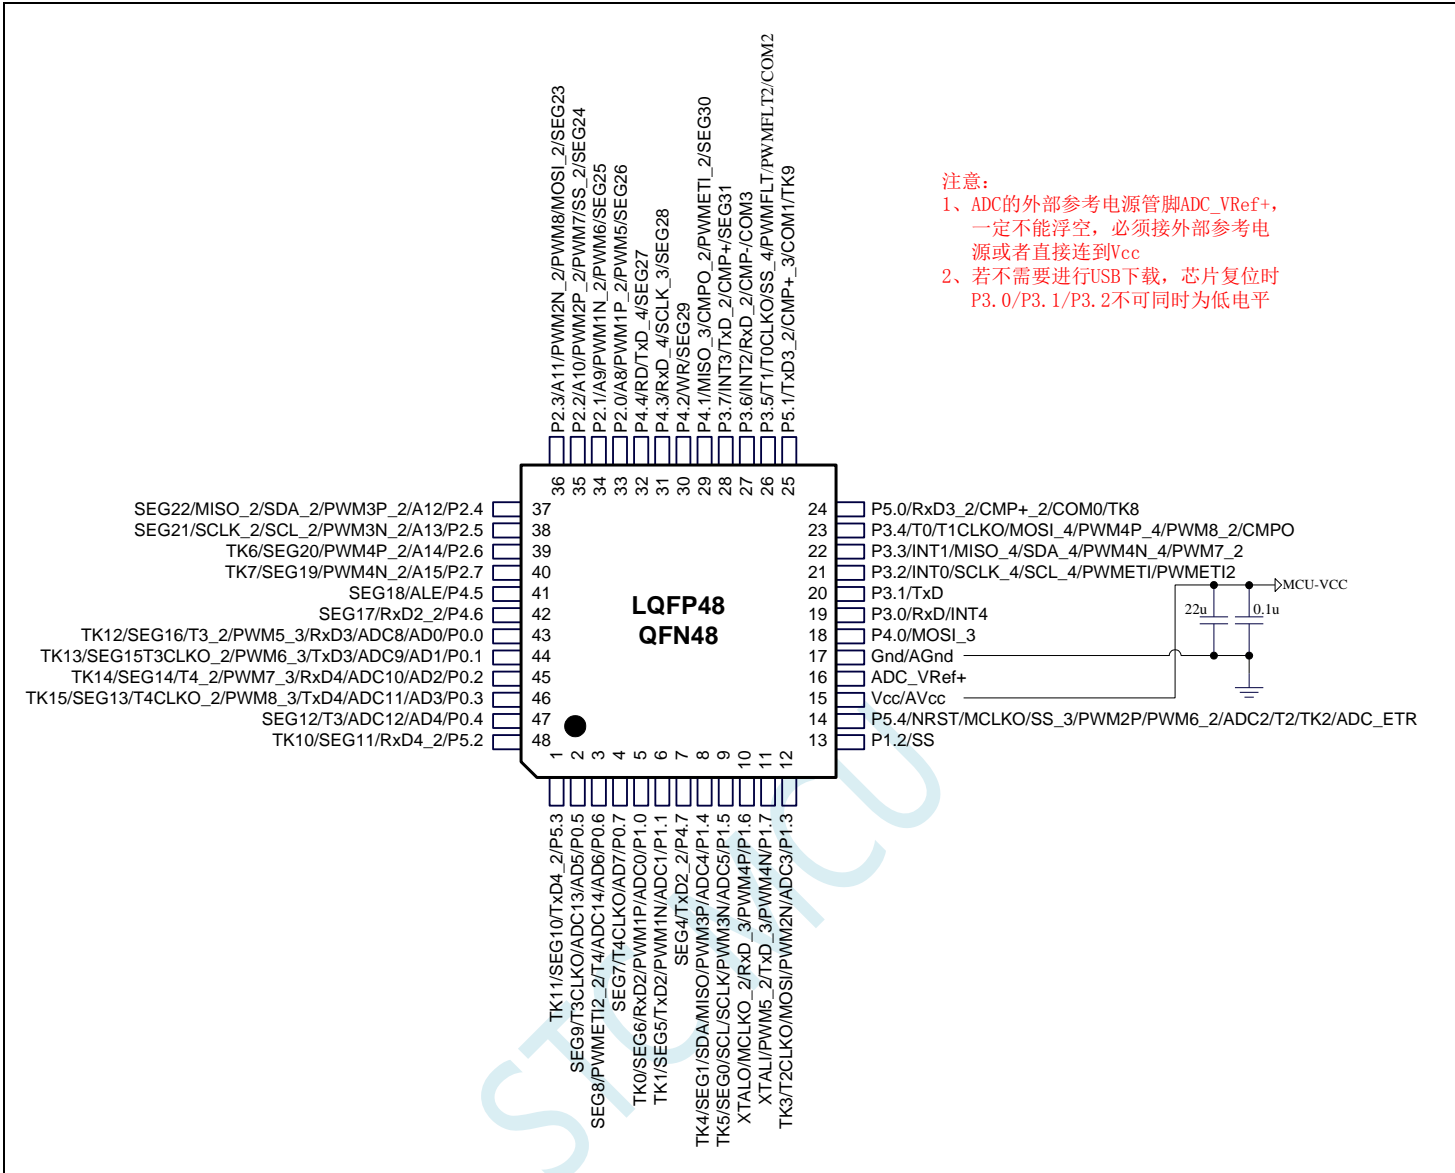 P2.3/A11/PWM2N_2/PWM8/MOSI_2/SEG23
P2.2/A10/PWM2P_2/PWM7/SS_2/SEG24
P2.1/A9/PWM1N_2/PWM6/SEG25
P2.0/A8/PWM1P_2/PWM5/SEG26
P4.4/RD/TxD_4/SEG27
P4.3/RxD_4/SCLK_3/SEG28
P4.2/WR/SEG29
P4.1/MISO_3/CMPO_2/PWMETI_2/SEG30
P3.7/INT3/TxD_2/CMP+/SEG31
P3.6/INT2/RxD_2/CMP-/COM3
P3.5/T1/T0CLKO/SS_4/PWMFLT/PWMFLT2/COM2
P5.1/TxD3_2/CMP+_3/COM1/TK9
注意：
1、ADC的外部参考电源管脚ADC_VRef+，
一定不能浮空，必须接外部参考电
源或者直接连到Vcc
2、若不需要进行USB下载，芯片复位时
P3.0/P3.1/P3.2不可同时为低电平
36 35 34 33 32 31 30 29 28 27 26 25
SEG22/MISO_2/SDA_2/PWM3P_2/A12/P2.4 37
SEG21/SCLK_2/SCL_2/PWM3N_2/A13/P2.5 38
TK6/SEG20/PWM4P_2/A14/P2.6 39
TK7/SEG19/PWM4N_2/A15/P2.7 40
SEG18/ALE/P4.5 41
SEG17/RxD2_2/P4.6 42
TK12/SEG16/T3_2/PWM5_3/RxD3/ADC8/AD0/P0.0 43
TK13/SEG15T3CLKO_2/PWM6_3/TxD3/ADC9/AD1/P0.1 44
TK14/SEG14/T4_2/PWM7_3/RxD4/ADC10/AD2/P0.2 45
TK15/SEG13/T4CLKO_2/PWM8_3/TxD4/ADC11/AD3/P0.3 46
SEG12/T3/ADC12/AD4/P0.4 47
TK10/SEG11/RxD4_2/P5.2 48
LQFP48
QFN48
24 P5.0/RxD3_2/CMP+_2/COM0/TK8
23 P3.4/T0/T1CLKO/MOSI_4/PWM4P_4/PWM8_2/CMPO
22 P3.3/INT1/MISO_4/SDA_4/PWM4N_4/PWM7_2
21 P3.2/INT0/SCLK_4/SCL_4/PWMETI/PWMETI2
20 P3.1/TxD
19 P3.0/RxD/INT4
18 P4.0/MOSI_3
17 Gnd/AGnd
16 ADC_VRef+
15 Vcc/AVcc
14 P5.4/NRST/MCLKO/SS_3/PWM2P/PWM6_2/ADC2/T2/TK2/ADC_ETR
13 P1.2/SS
MCU-VCC
22u
0.1u
1 2 3 4 5 6 7 8 9 10 11 12
TK11/SEG10/TxD4_2/P5.3
SEG9/T3CLKO/ADC13/AD5/P0.5
SEG8/PWMETI2_2/T4/ADC14/AD6/P0.6
SEG7/T4CLKO/AD7/P0.7
TK0/SEG6/RxD2/PWM1P/ADC0/P1.0
TK1/SEG5/TxD2/PWM1N/ADC1/P1.1
SEG4/TxD2_2/P4.7
TK4/SEG1/SDA/MISO/PWM3P/ADC4/P1.4
TK5/SEG0/SCL/SCLK/PWM3N/ADC5/P1.5
XTALO/MCLKO_2/RxD_3/PWM4P/P1.6
XTALI/PWM5_2/TxD_3/PWM4N/P1.7
TK3/T2CLKO/MOSI/PWM2N/ADC3/P1.3
STCMCU